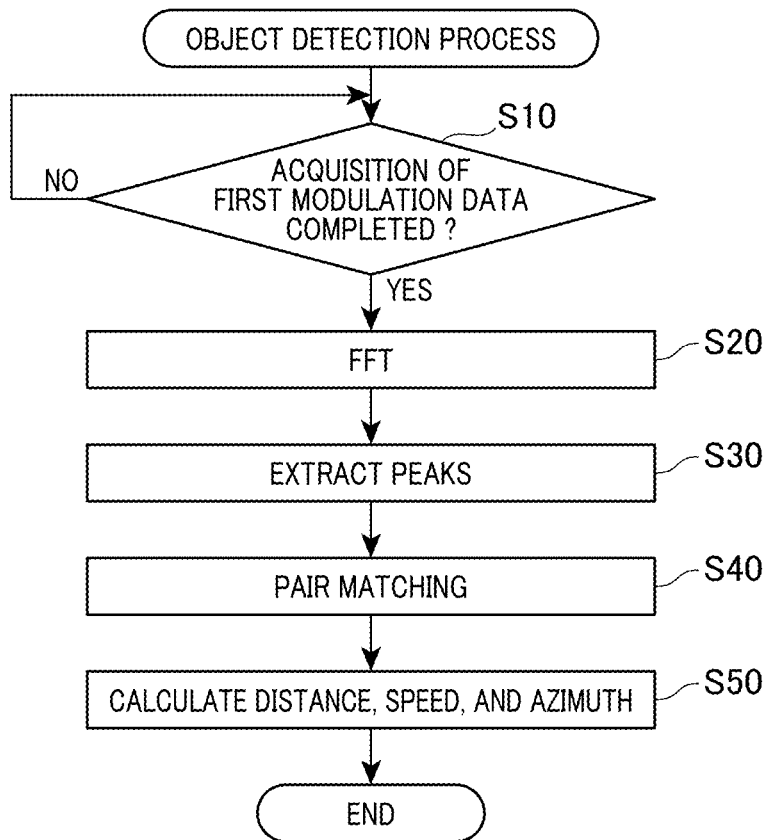 OBJECT DETECTION PROCESS
S10
ACQUISITION OF
FIRST MODULATION DATA
COMPLETED ?
NO
YES
FFT
S20
EXTRACT PEAKS
S30
PAIR MATCHING
S40
CALCULATE DISTANCE, SPEED, AND AZIMUTH
S50
END